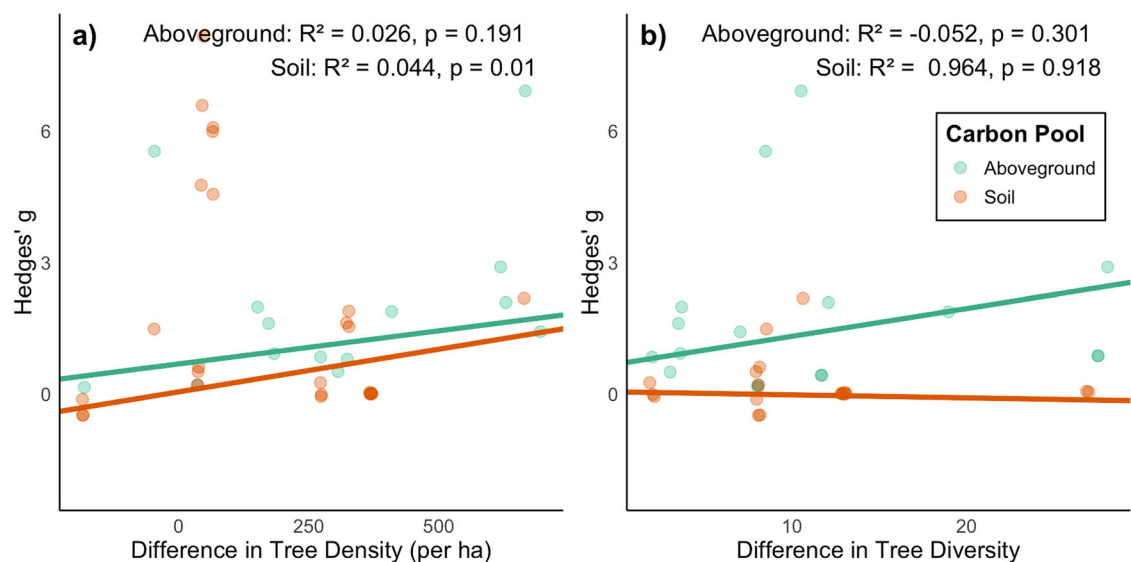 a) Aboveground: R² = 0.026, p = 0.191
Soil: R² = 0.044, p = 0.01
Hedges' g
6
3
0
0 250 500
Difference in Tree Density (per ha)
b) Aboveground: R² = -0.052, p = 0.301
Soil: R² = 0.964, p = 0.918
Carbon Pool
Aboveground
Soil
Hedges' g
6
3
0
10 20
Difference in Tree Diversity